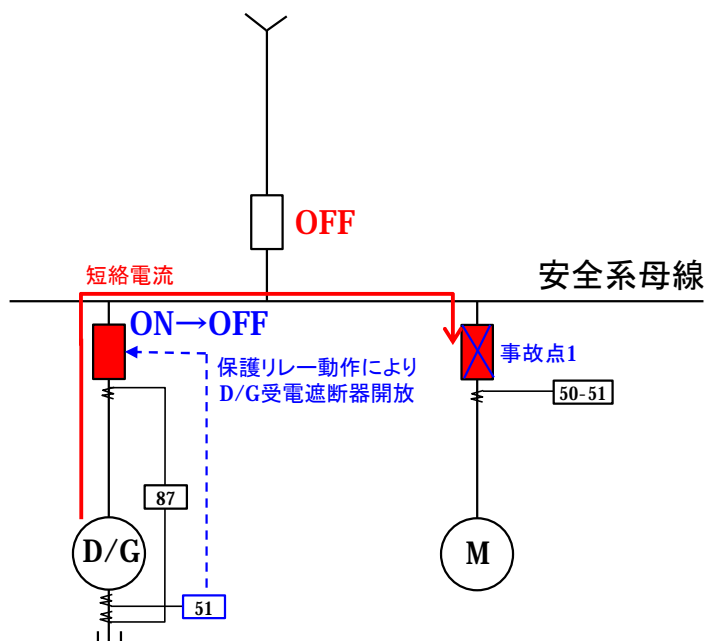 OFF
短絡電流
安全系母線
ON→OFF
保護リレー動作により
D/G受電遮断器開放
事故点1
50-51
87
D/G
M
51